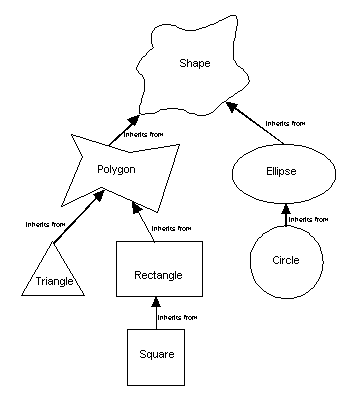 Shape
Inherits from
Inherits from
Polygon
Ellipse
Inherits from
Inherits from
Inherits from
Triangle
Rectangle
Circle
Inherits from
Square